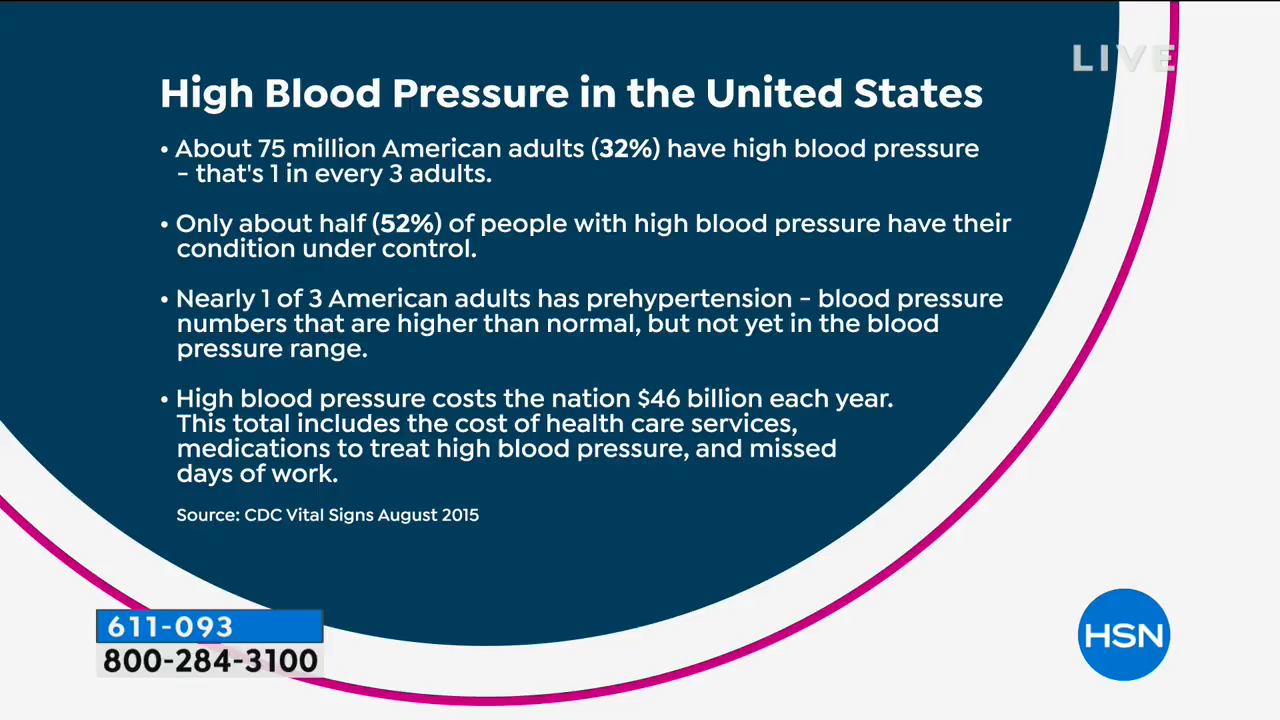 LIVE
High Blood Pressure in the United States
• About 75 million American adults (32%) have high blood pressure
- that's 1 in every 3 adults.
• Only about half (52%) of people with high blood pressure have their
condition under control.
• Nearly 1 of 3 American adults has prehypertension - blood pressure
numbers that are higher than normal, but not yet in the blood
pressure range.
• High blood pressure costs the nation $46 billion each year.
This total includes the cost of health care services,
medications to treat high blood pressure, and missed
days of work.
Source: CDC Vital Signs August 2015
611-093
800-284-3100
HSN